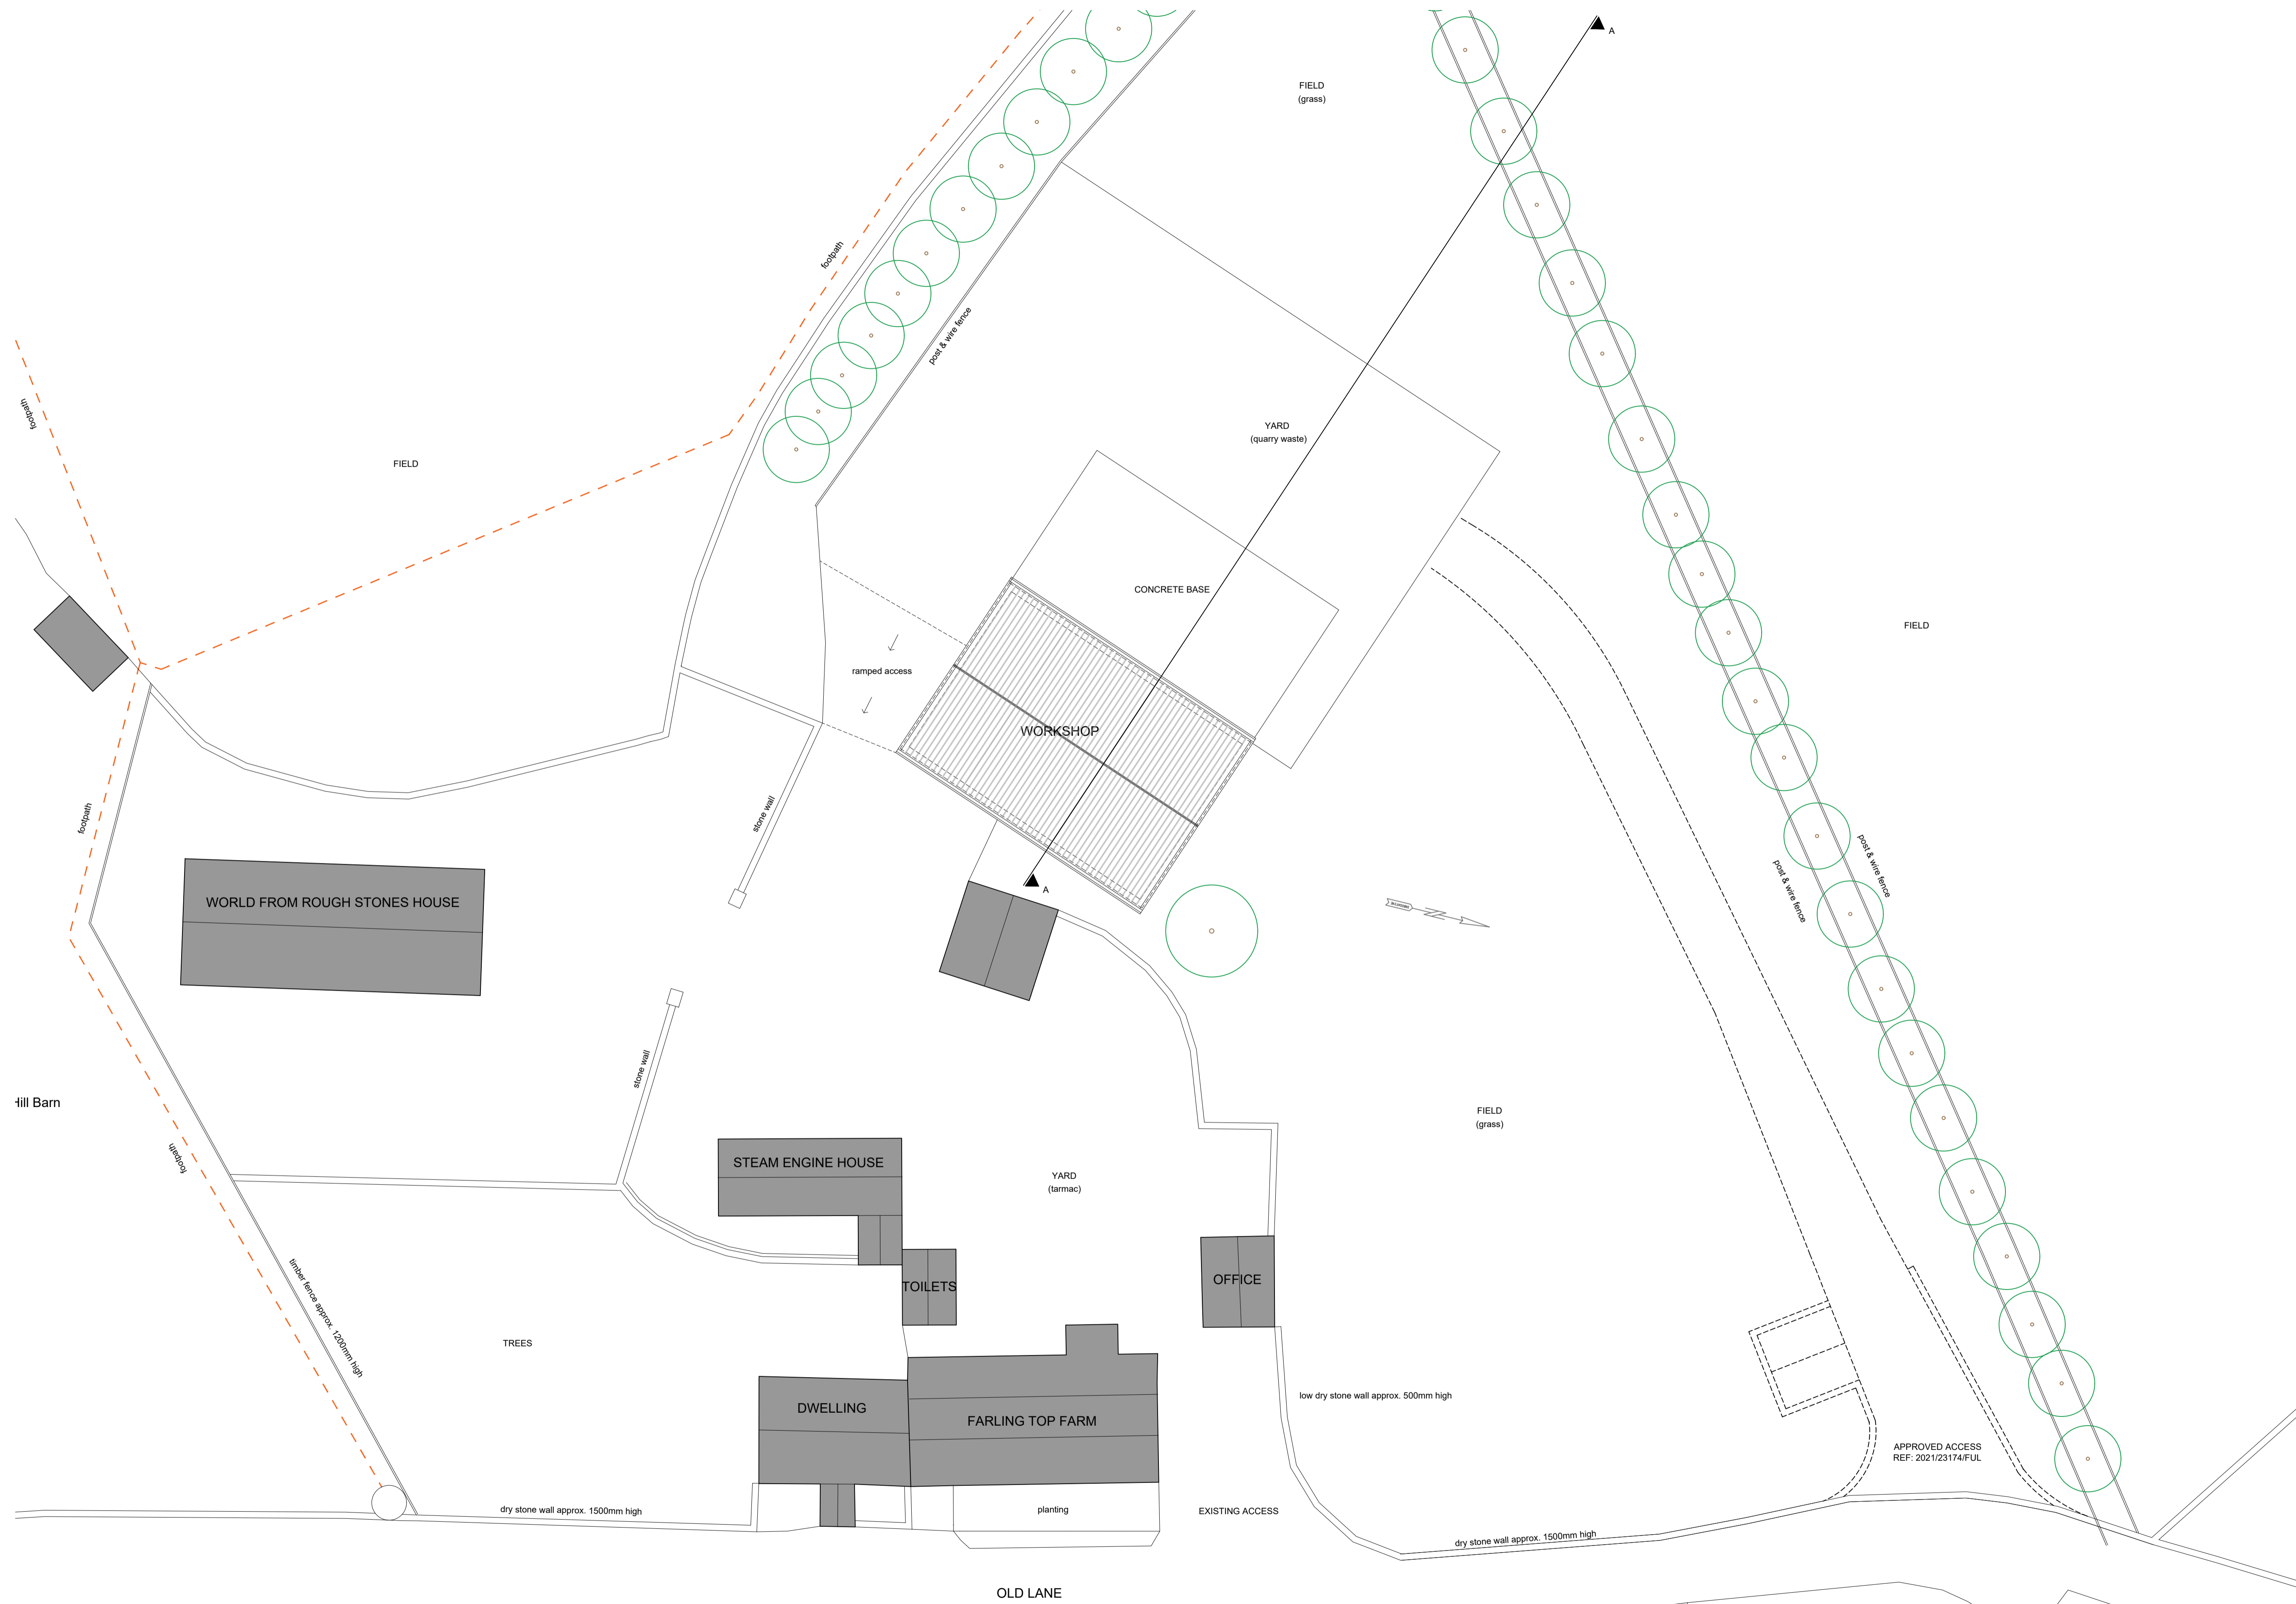 A
FIELD
(grass)
footpath
post & wire fence
footpath
FIELD
YARD
(quarry waste)
CONCRETE BASE
FIELD
ramped access
WORKSHOP
stone wall
footpath
post & wire fence
post & wire fence
A
WORLD FROM ROUGH STONES HOUSE
stone wall
Hill Barn
FIELD
(grass)
footpath
STEAM ENGINE HOUSE
YARD
(tarmac)
TOILETS
OFFICE
timber fence approx. 1200mm high
TREES
low dry stone wall approx. 500mm high
DWELLING
FARLING TOP FARM
APPROVED ACCESS
REF: 2021/23174/FUL
dry stone wall approx. 1500mm high
planting
EXISTING ACCESS
dry stone wall approx. 1500mm high
OLD LANE